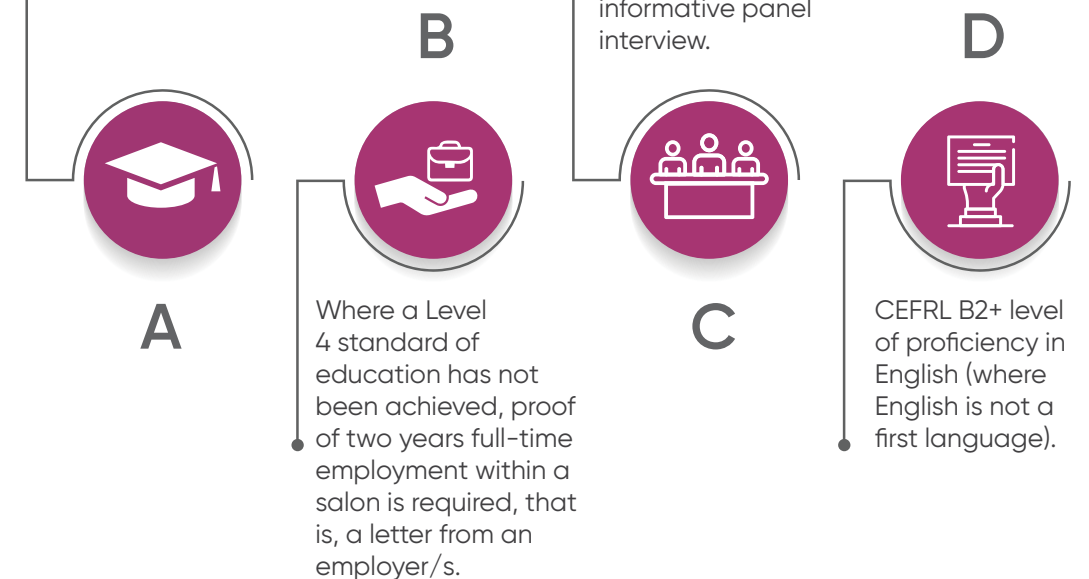 informative panel
interview.
B
D
A
Where a Level
4 standard of
education has not
been achieved, proof
of two years full-time
employment within a
salon is required, that
is, a letter from an
employer/s.
C
CEFRL B2+ level
of proficiency in
English (where
English is not a
first language).